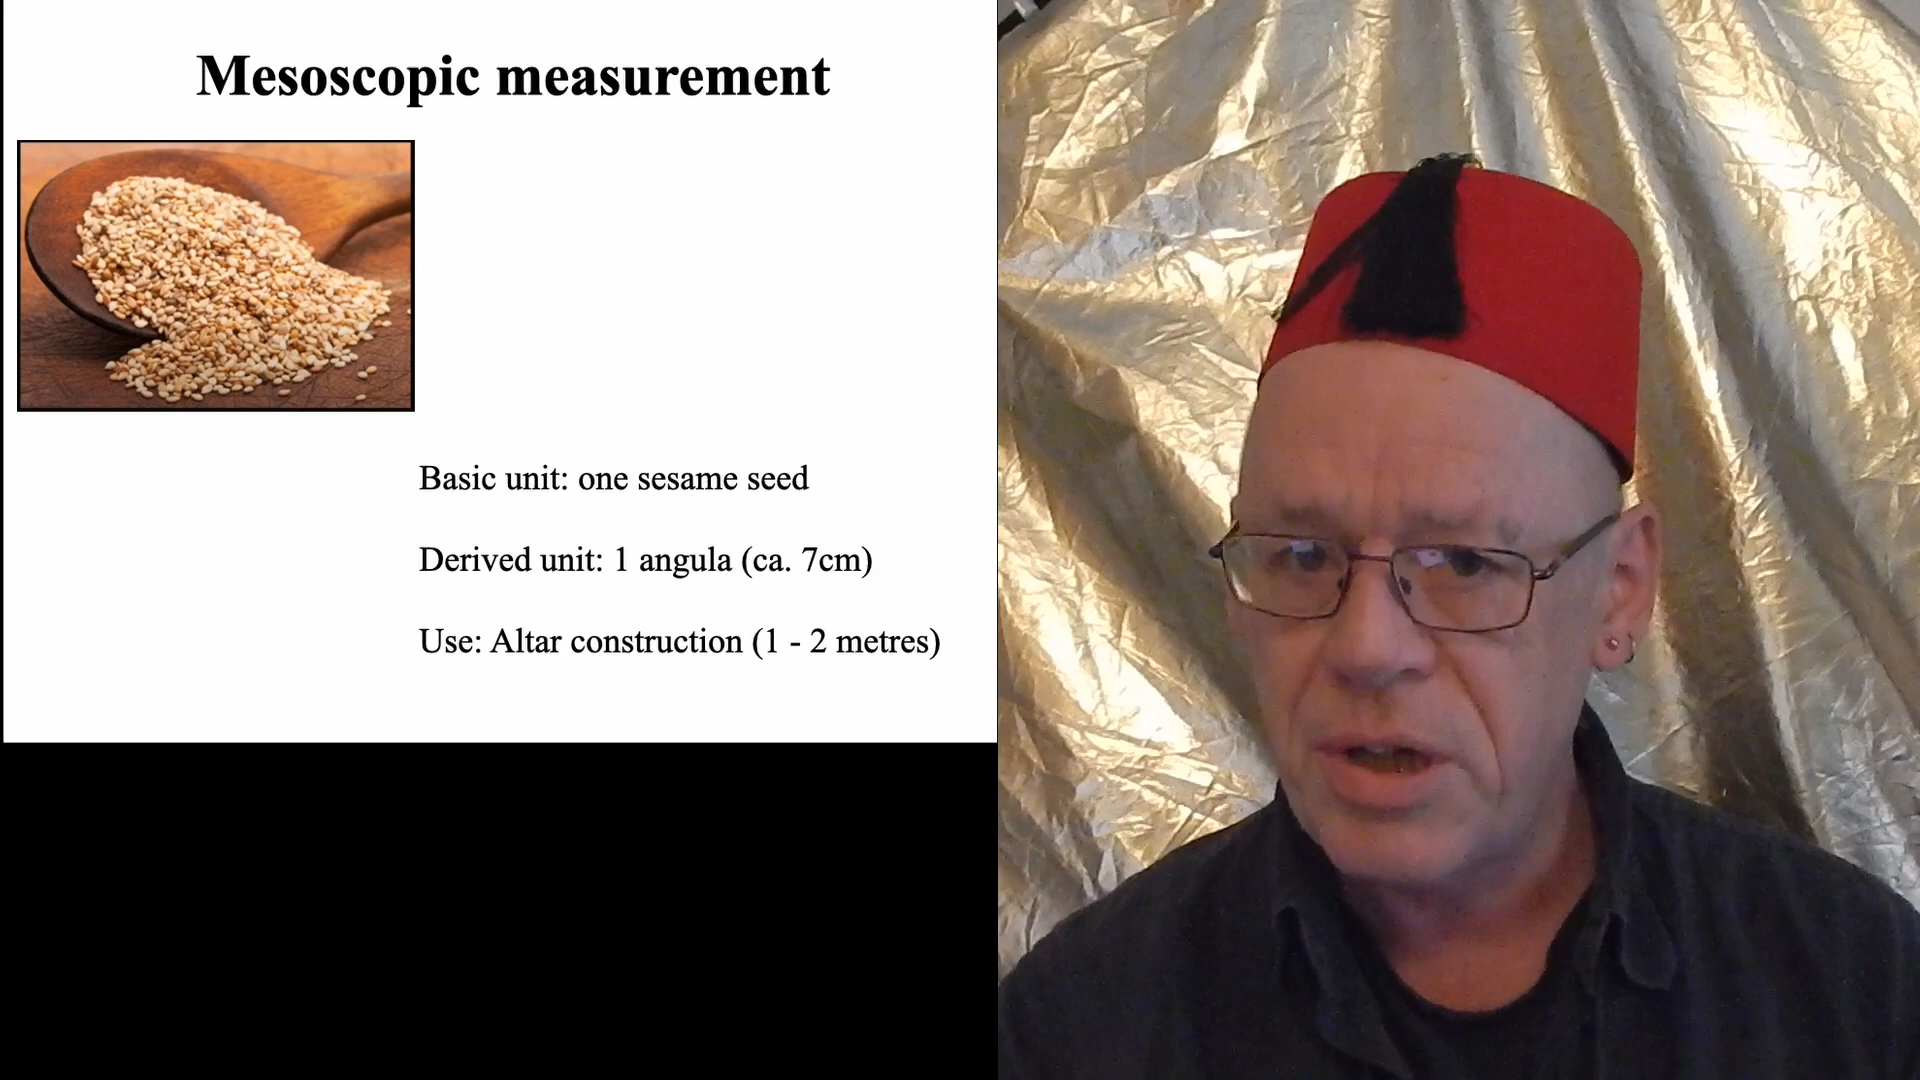 Mesoscopic measurement
Basic unit: one sesame seed
Derived unit: 1 angula (ca. 7cm)
Use: Altar construction (1 - 2 metres)